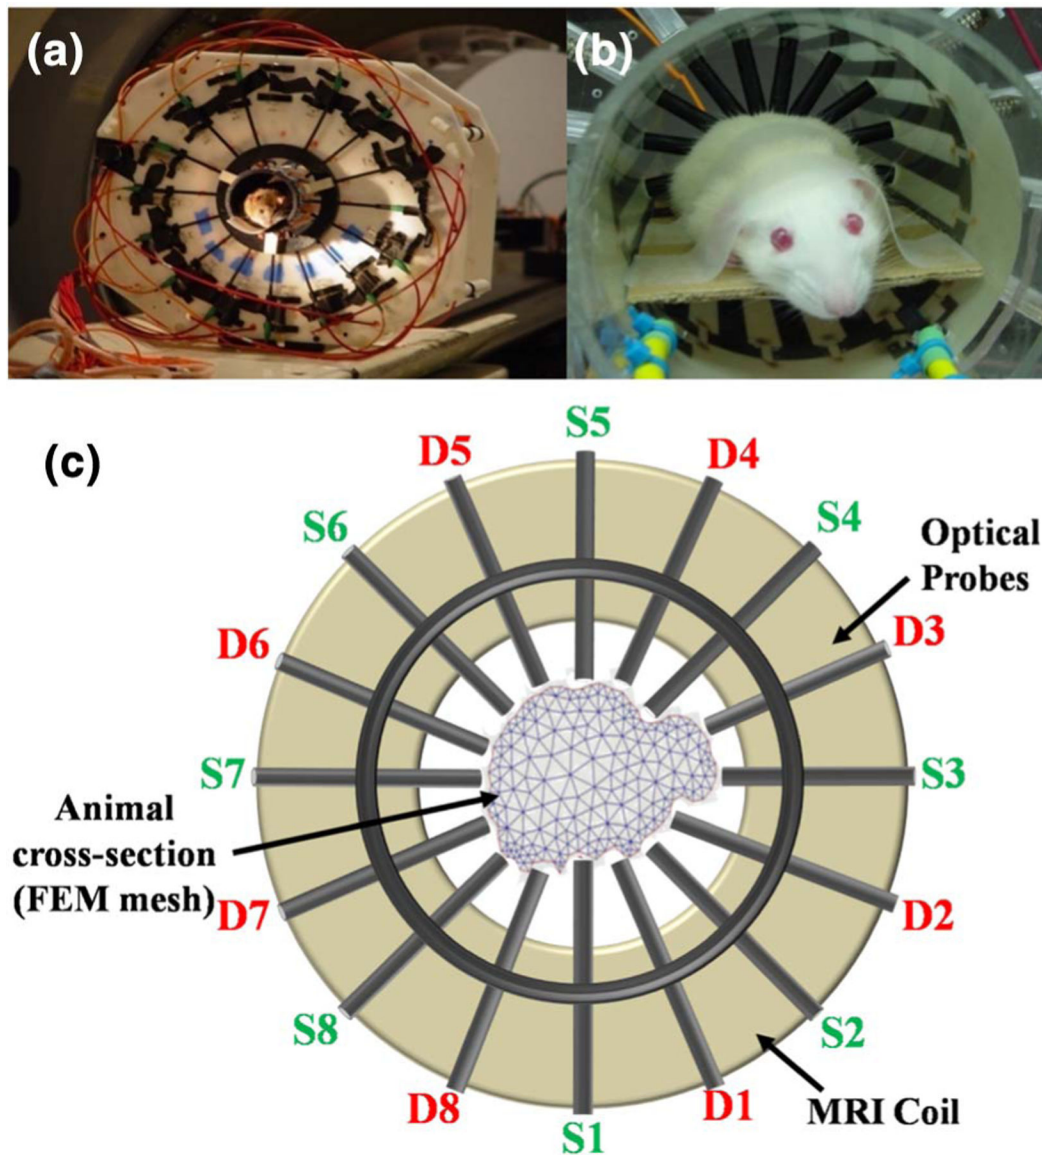 (a)
(b)
(c)
S5
D5
D4
S6
S4
Optical
Probes
D6
D3
S7
S3
Animal
cross-section
(FEM mesh)
D7
D2
S8
S2
D8
D1
MRI Coil
S1